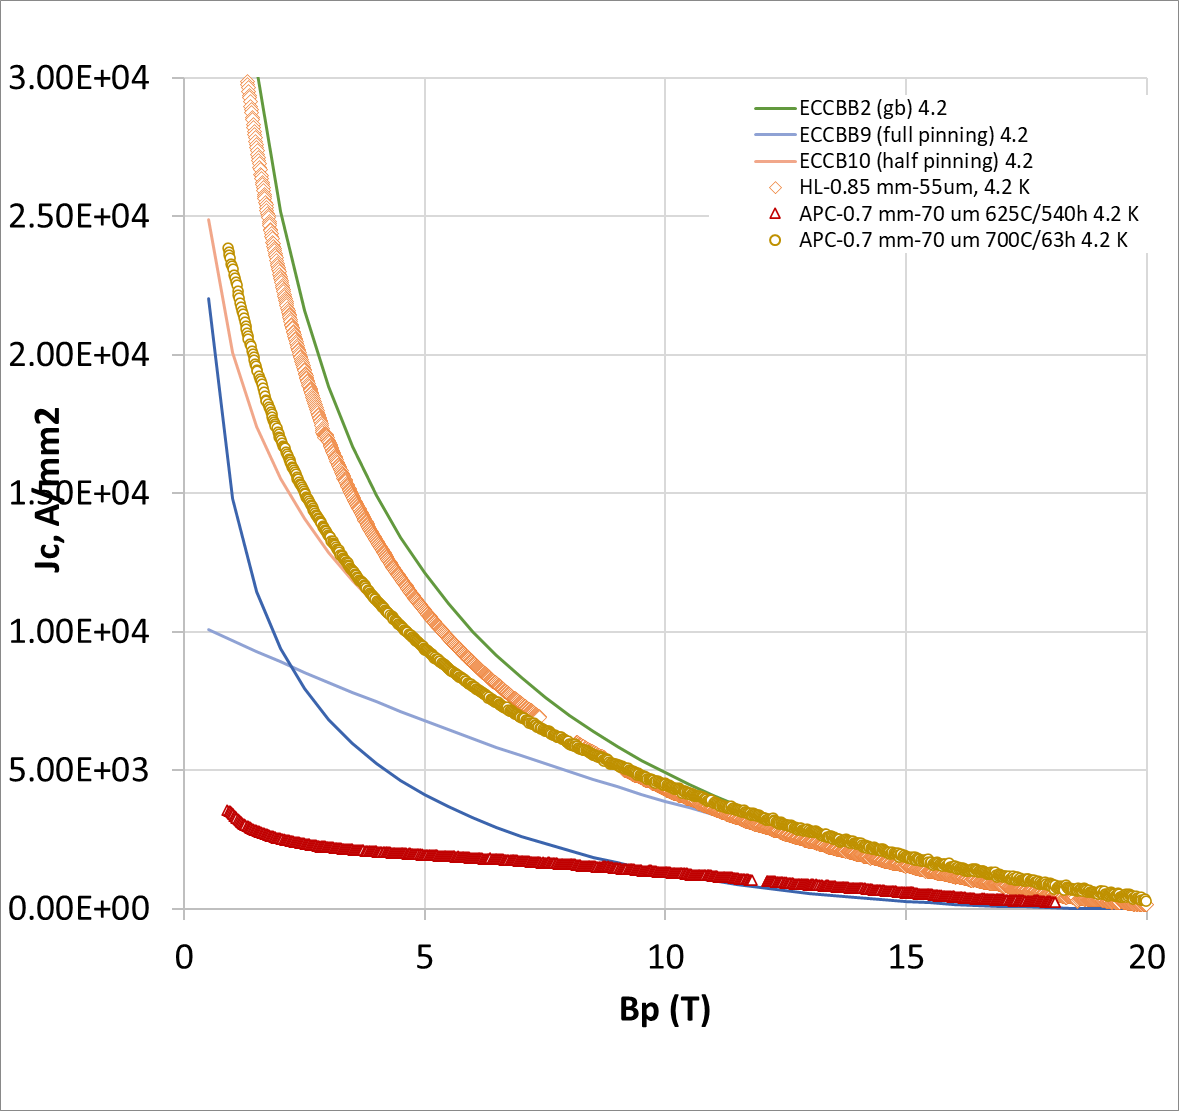 3.00E+04
2.50E+04
2.00E+04
1.50E+04
1.00E+04
5.00E+03
0.00E+00
Jc, A/mm2
0 5 10 15 20
Bp (T)
ECCBB2 (gb) 4.2
ECCBB9 (full pinning) 4.2
ECCB10 (half pinning) 4.2
HL-0.85 mm-55um, 4.2 K
APC-0.7 mm-70 um 625C/540h 4.2 K
APC-0.7 mm-70 um 700C/63h 4.2 K